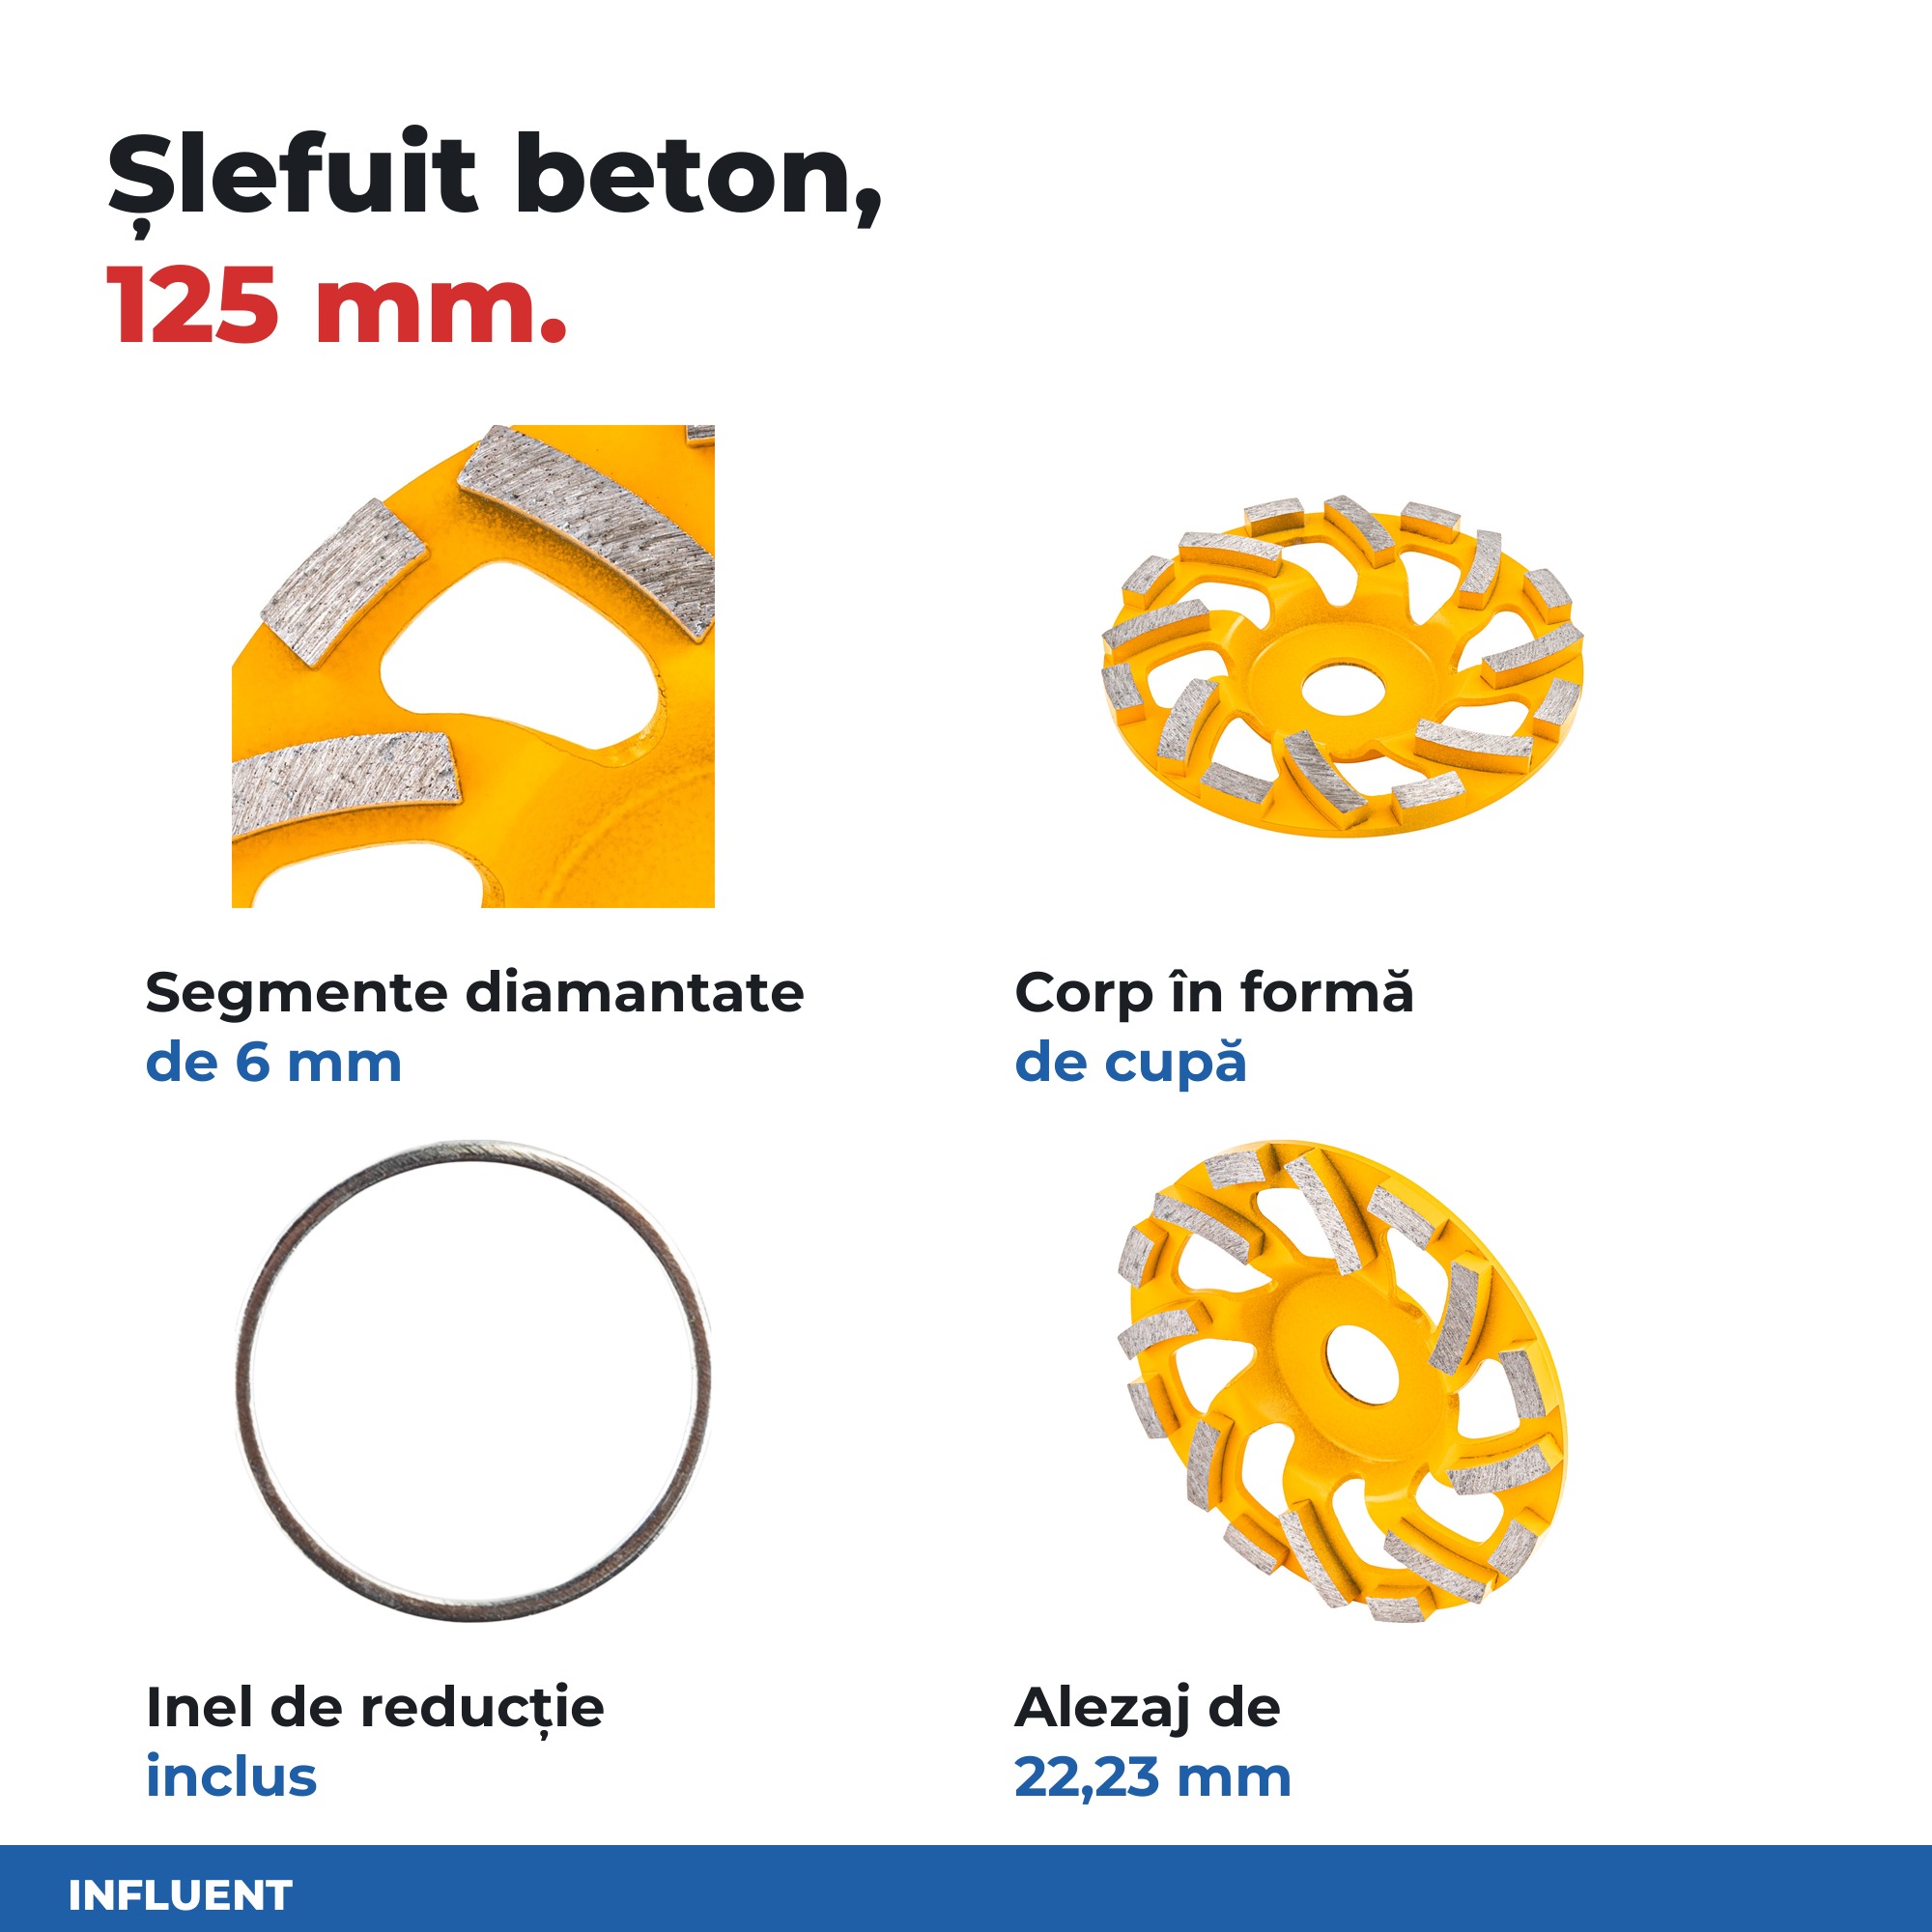 Șlefuit beton,
125 mm.
Segmente diamantate
de 6 mm
Corp în formă
de cupă
Inel de reducție
inclus
Alezaj de
22,23 mm
INFLUENT